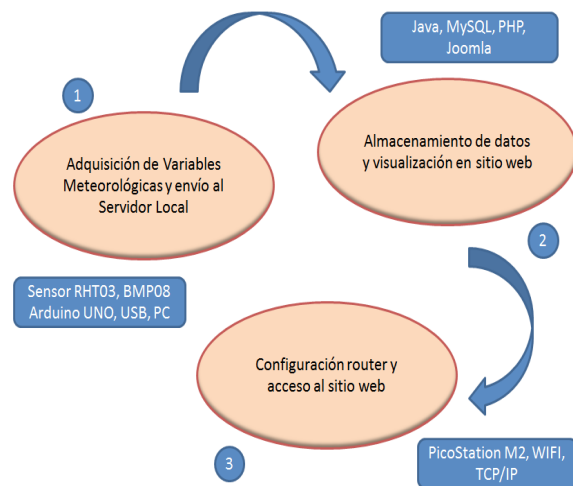 1
Adquisición de Variables
Meteorológicas y envío al
Servidor Local
Sensor RHT03, BMP08
Arduino UNO, USB, PC
Java, MySQL, PHP,
Joomla
Almacenamiento de datos
y visualización en sitio web
2
Configuración router y
acceso al sitio web
3
PicoStation M2, WIFI,
TCP/IP